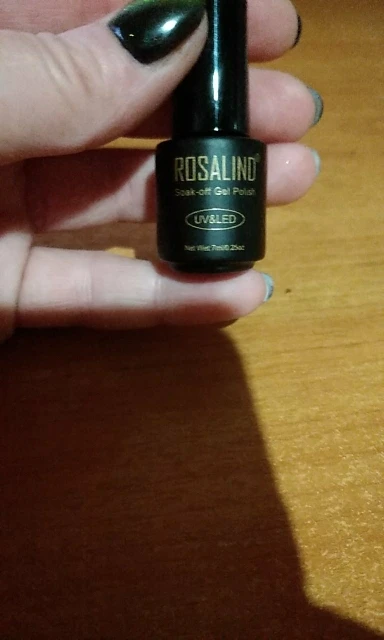 ROSALIND®
Soak-off Gel Polish
UV&LED
Net Wet:7ml/0.25oz